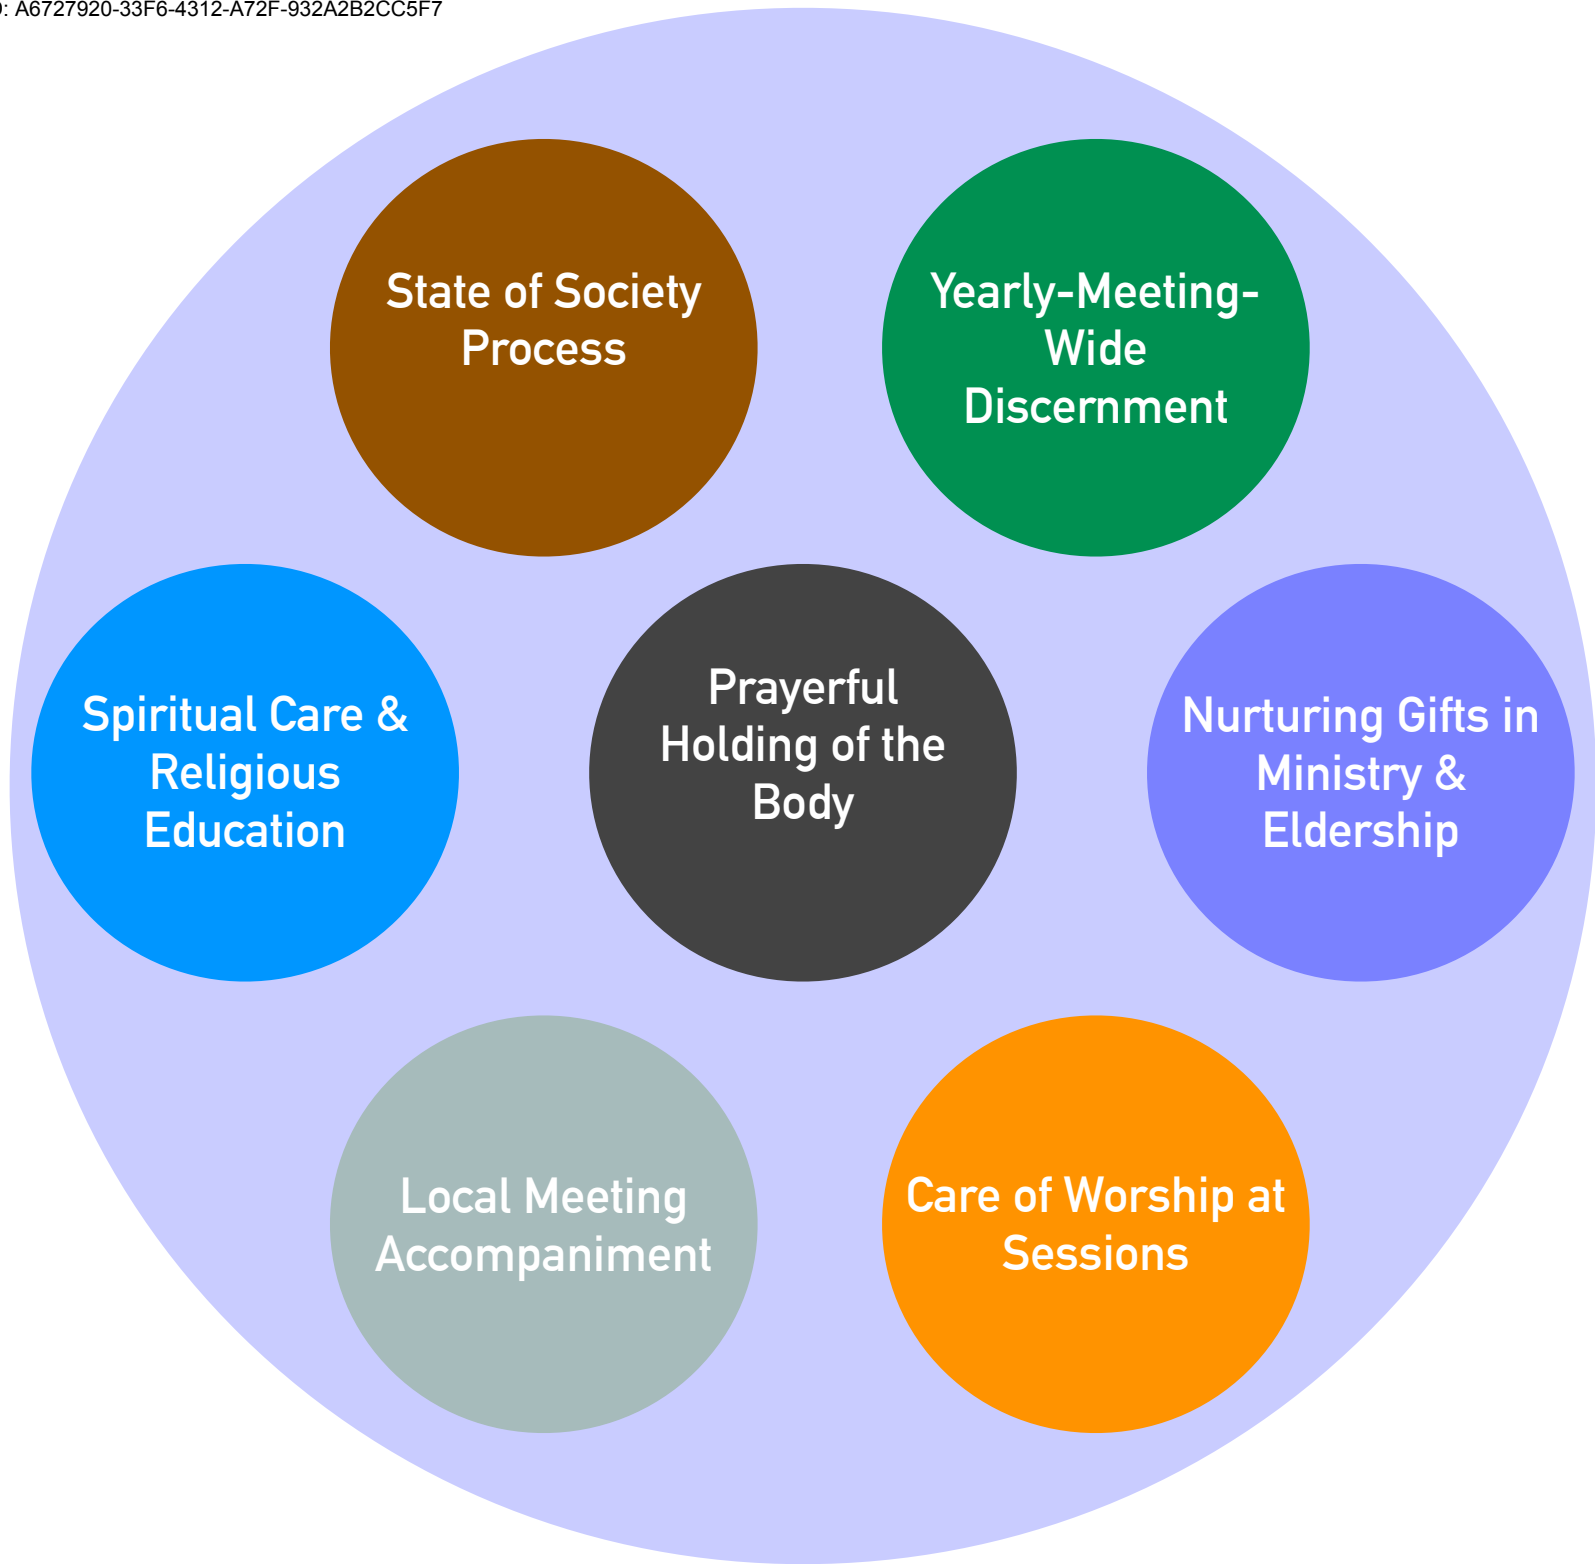 : A6727920-33F6-4312-A72F-932A2B2CC5F7
State of Society
Process
Yearly-Meeting-
Wide
Discernment
Spiritual Care &
Religious
Education
Prayerful
Holding of the
Body
Nurturing Gifts in
Ministry &
Eldership
Local Meeting
Accompaniment
Care of Worship at
Sessions